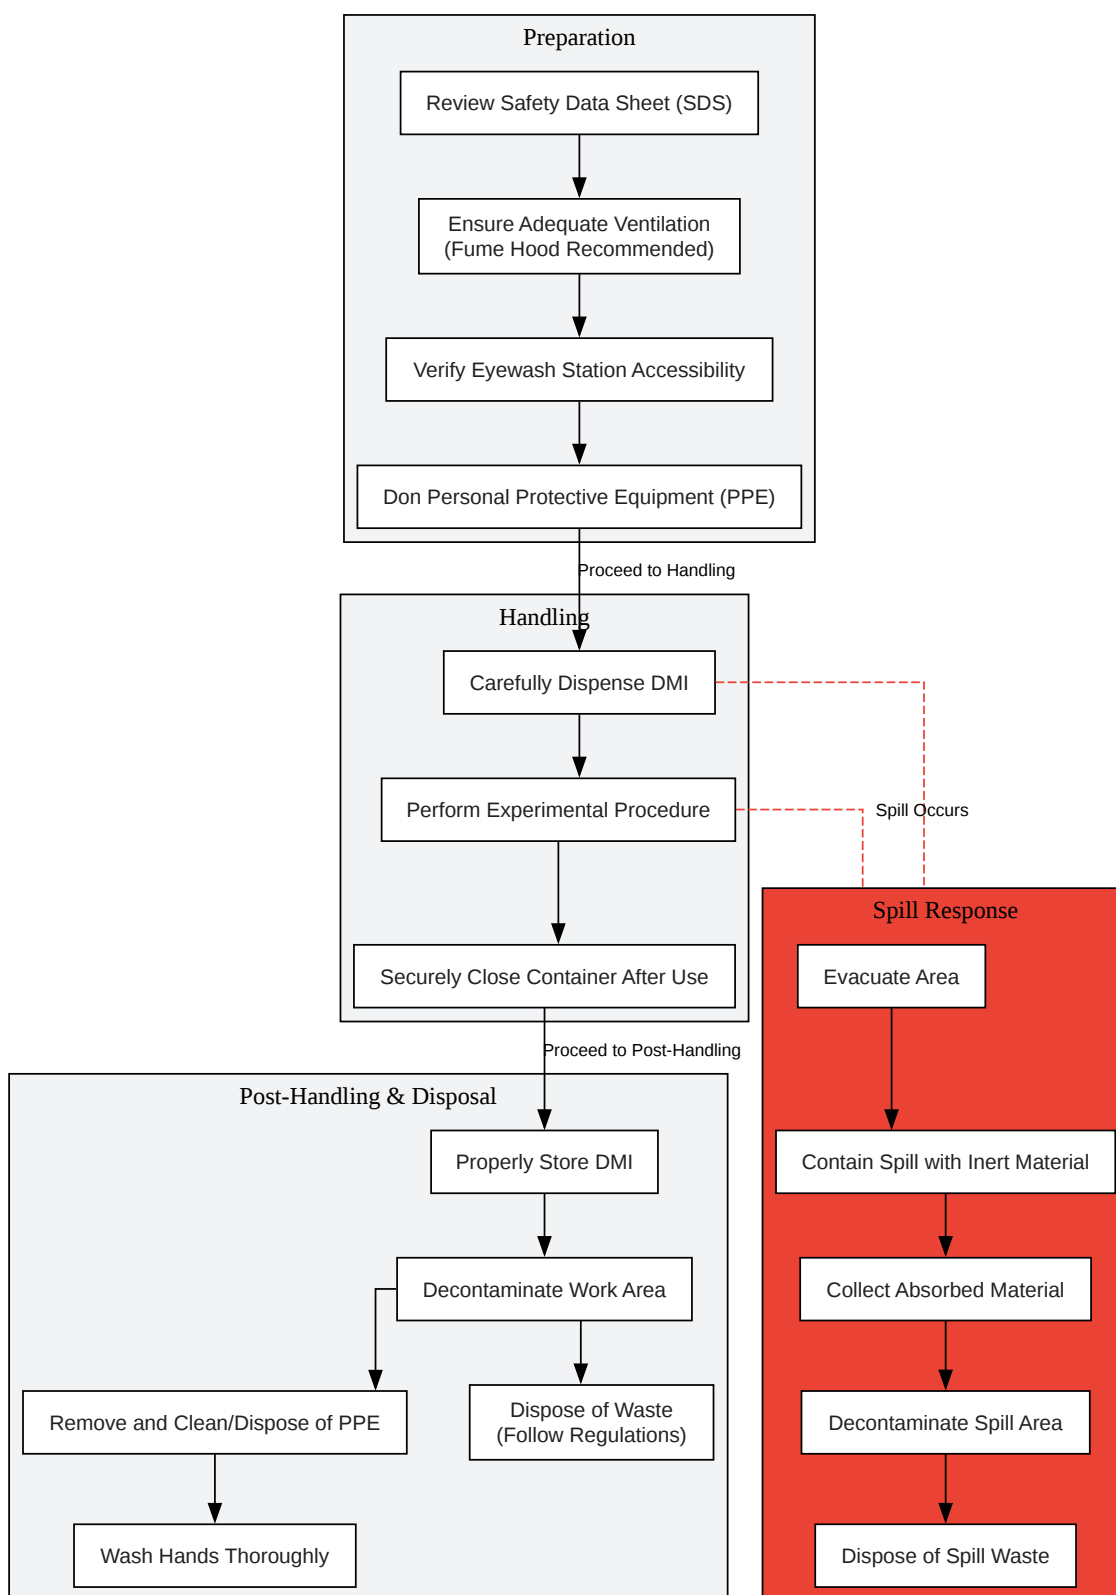 Preparation
Review Safety Data Sheet (SDS)
Ensure Adequate Ventilation
(Fume Hood Recommended)
Verify Eyewash Station Accessibility
Don Personal Protective Equipment (PPE)
Proceed to Handling
Handling
Carefully Dispense DMI
Perform Experimental Procedure
Spill Occurs
Securely Close Container After Use
Proceed to Post-Handling
Post-Handling & Disposal
Properly Store DMI
Decontaminate Work Area
Remove and Clean/Dispose of PPE
Dispose of Waste
(Follow Regulations)
Wash Hands Thoroughly
Spill Response
Evacuate Area
Contain Spill with Inert Material
Collect Absorbed Material
Decontaminate Spill Area
Dispose of Spill Waste